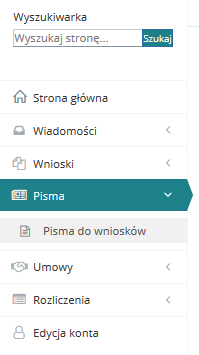 Wyszukiwarka
Wyszukaj stronę... Szukaj
Strona główna
Wiadomości
Wnioski
Pisma
Pisma do wniosków
Umowy
Rozliczenia
Edycja konta